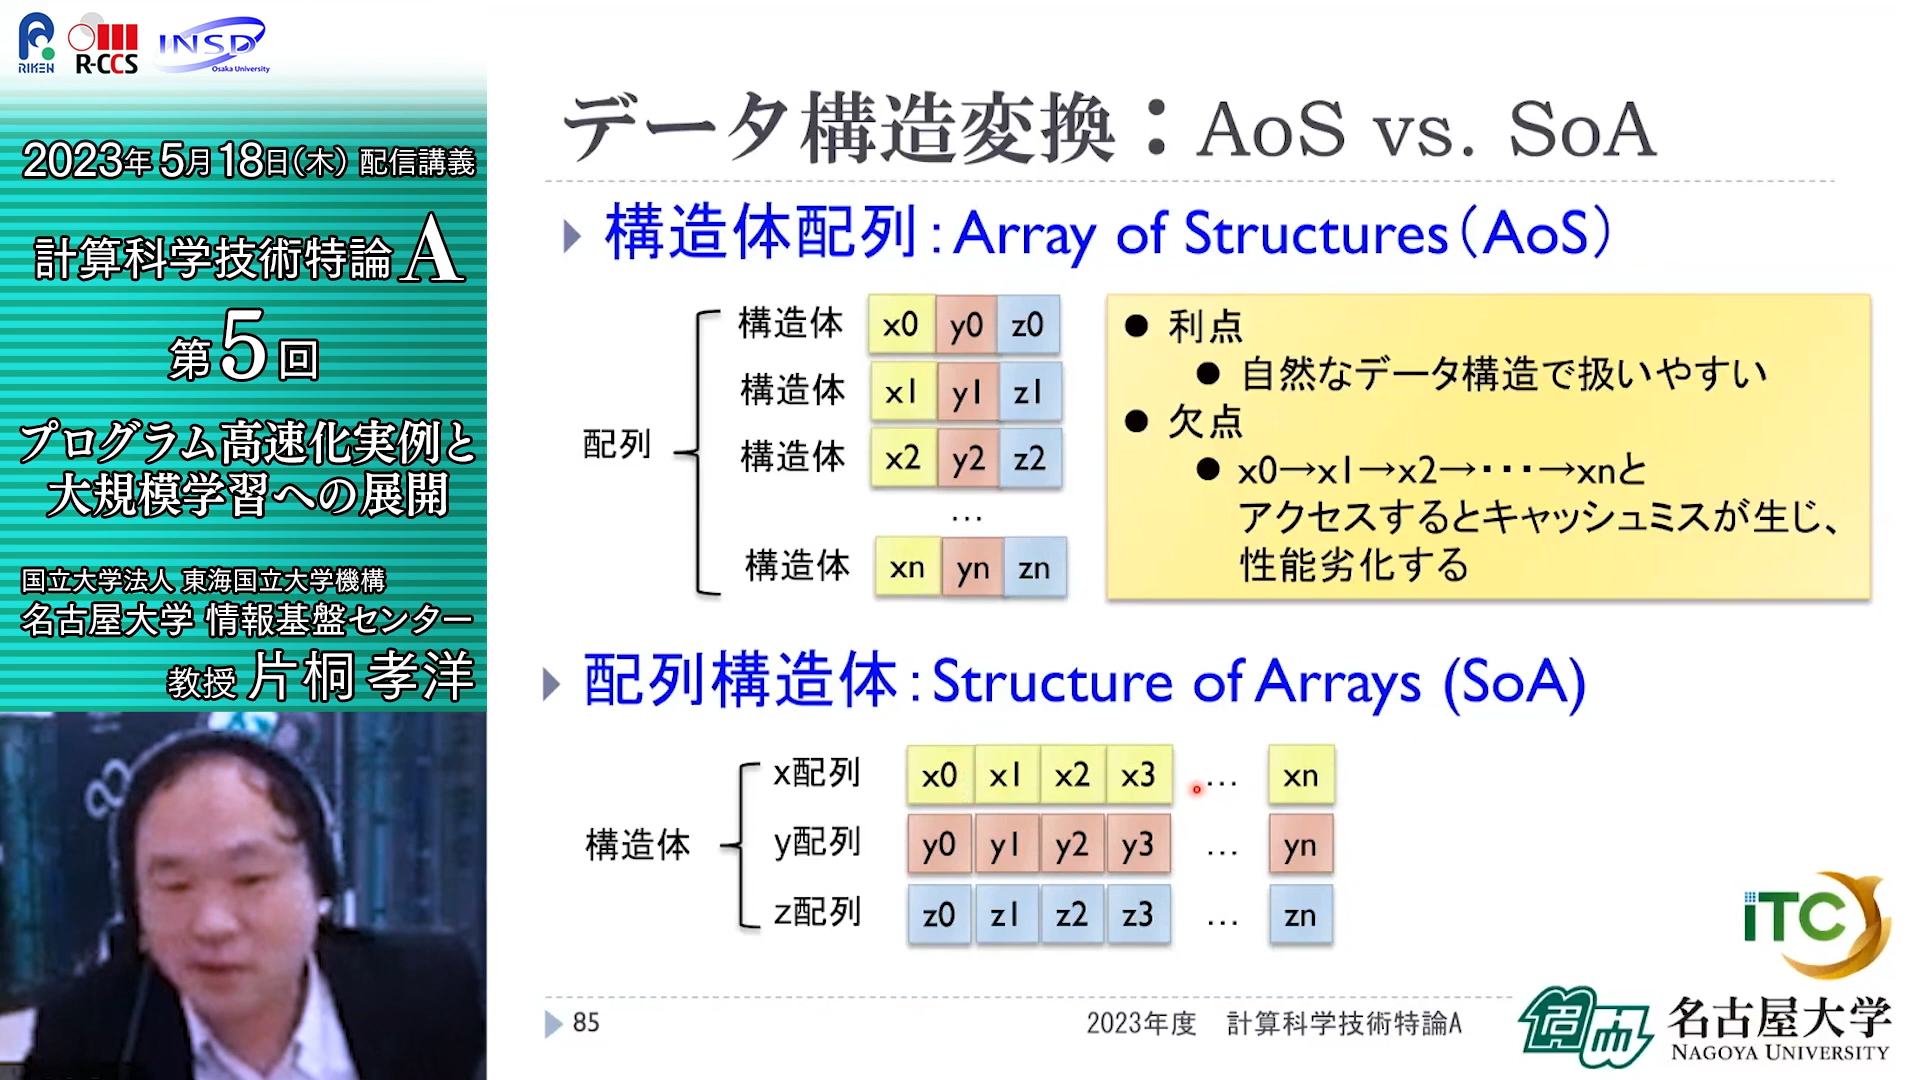 RIKEN
R-CCS
INSD
Osaka University
2023年5月18日(木) 配信講義
計算科学技術特論A
第5回
プログラム高速化実例と
大規模学習への展開
国立大学法人 東海国立大学機構
名古屋大学 情報基盤センター
教授 片桐 孝洋
データ構造変換：AoS vs. SoA
構造体配列：Array of Structures（AoS）
配列
構造体 x0 y0 z0
構造体 x1 y1 z1
構造体 x2 y2 z2
…
構造体 xn yn zn
● 利点
● 自然なデータ構造で扱いやすい
● 欠点
● x0→x1→x2→・・・→xnと
アクセスするとキャッシュミスが生じ、
性能劣化する
配列構造体：Structure of Arrays (SoA)
構造体
x配列 x0 x1 x2 x3 … xn
y配列 y0 y1 y2 y3 … yn
z配列 z0 z1 z2 z3 … zn
85
2023年度 計算科学技術特論A
iTC
名古屋大学
NAGOYA UNIVERSITY